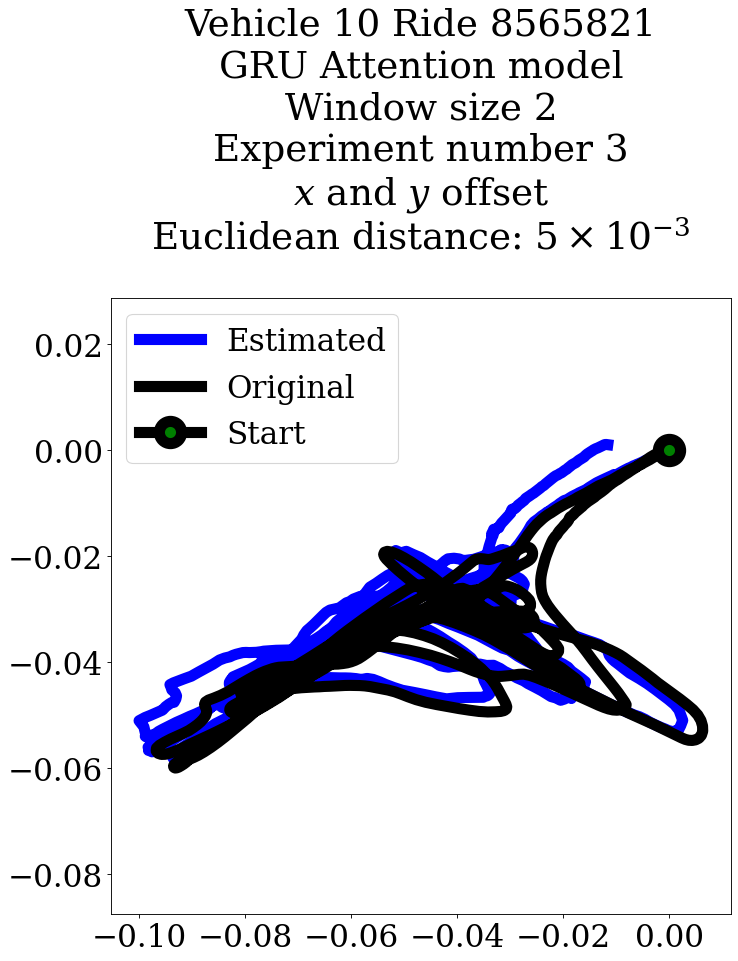 Vehicle 10 Ride 8565821
GRU Attention model
Window size 2
Experiment number 3
x and y offset
Euclidean distance: 5 × 10⁻³
Estimated
Original
Start
0.02
0.00
−0.02
−0.04
−0.06
−0.08
−0.10 −0.08 −0.06 −0.04 −0.02 0.00